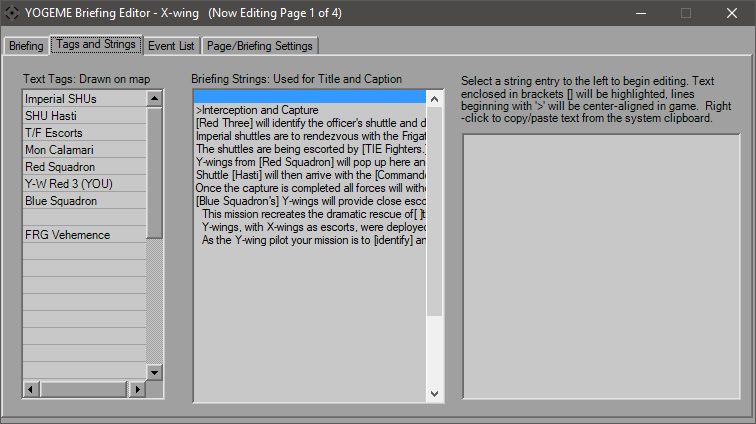 YOGEME Briefing Editor - X-wing (Now Editing Page 1 of 4)
Briefing
Tags and Strings
Event List
Page/Briefing Settings
Text Tags: Drawn on map
Imperial SHUs
SHU Hasti
T/F Escorts
Mon Calamari
Red Squadron
Y-W Red 3 (YOU)
Blue Squadron
FRG Vehemence
Briefing Strings: Used for Title and Caption
>Interception and Capture
[Red Three] will identify the officer's shuttle and d
Imperial shuttles are to rendezvous with the Frigat
The shuttles are being escorted by [TIE Fighters.]
Y-wings from [Red Squadron] will pop up here an
Shuttle [Hasti] will then arrive with the [Command
Once the capture is completed all forces will withd
[Blue Squadron's] Y-wings will provide close esco
This mission recreates the dramatic rescue of[ ]t
Y-wings, with X-wings as escorts, were deployed
As the Y-wing pilot your mission is to [identify] an
Select a string entry to the left to begin editing. Text
enclosed in brackets [] will be highlighted, lines
beginning with '>' will be center-aligned in game. Right
-click to copy/paste text from the system clipboard.